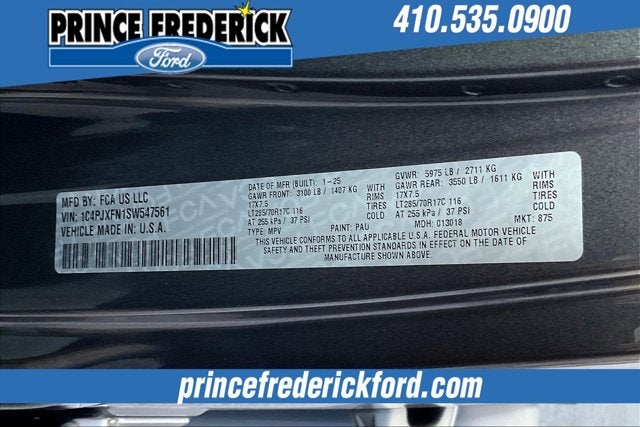 PRINCE FREDERICK
Ford
410.535.0900
MFD BY: FCA US LLC
VIN: 1C4PJXFN1SW547561
VEHICLE MADE IN: U.S.A.
DATE OF MFR (BUILT): 1-25
GAWR FRONT: 3100 LB / 1407 KG
17X7.5 RIMS
LT285/70R17C 116 TIRES
AT 255 kPa / 37 PSI COLD
TYPE: MPV
PAINT: PAU
GVWR: 5975 LB / 2711 KG
GAWR REAR: 3550 LB / 1611 KG
17X7.5 RIMS
LT285/70R17C 116 TIRES
AT 255 kPa / 37 PSI COLD
MDH: 013018
MKT: 875
THIS VEHICLE CONFORMS TO ALL APPLICABLE U.S.A. FEDERAL MOTOR VEHICLE
SAFETY AND THEFT PREVENTION STANDARDS IN EFFECT ON THE DATE OF
MANUFACTURE SHOWN ABOVE.
princefrederickford.com